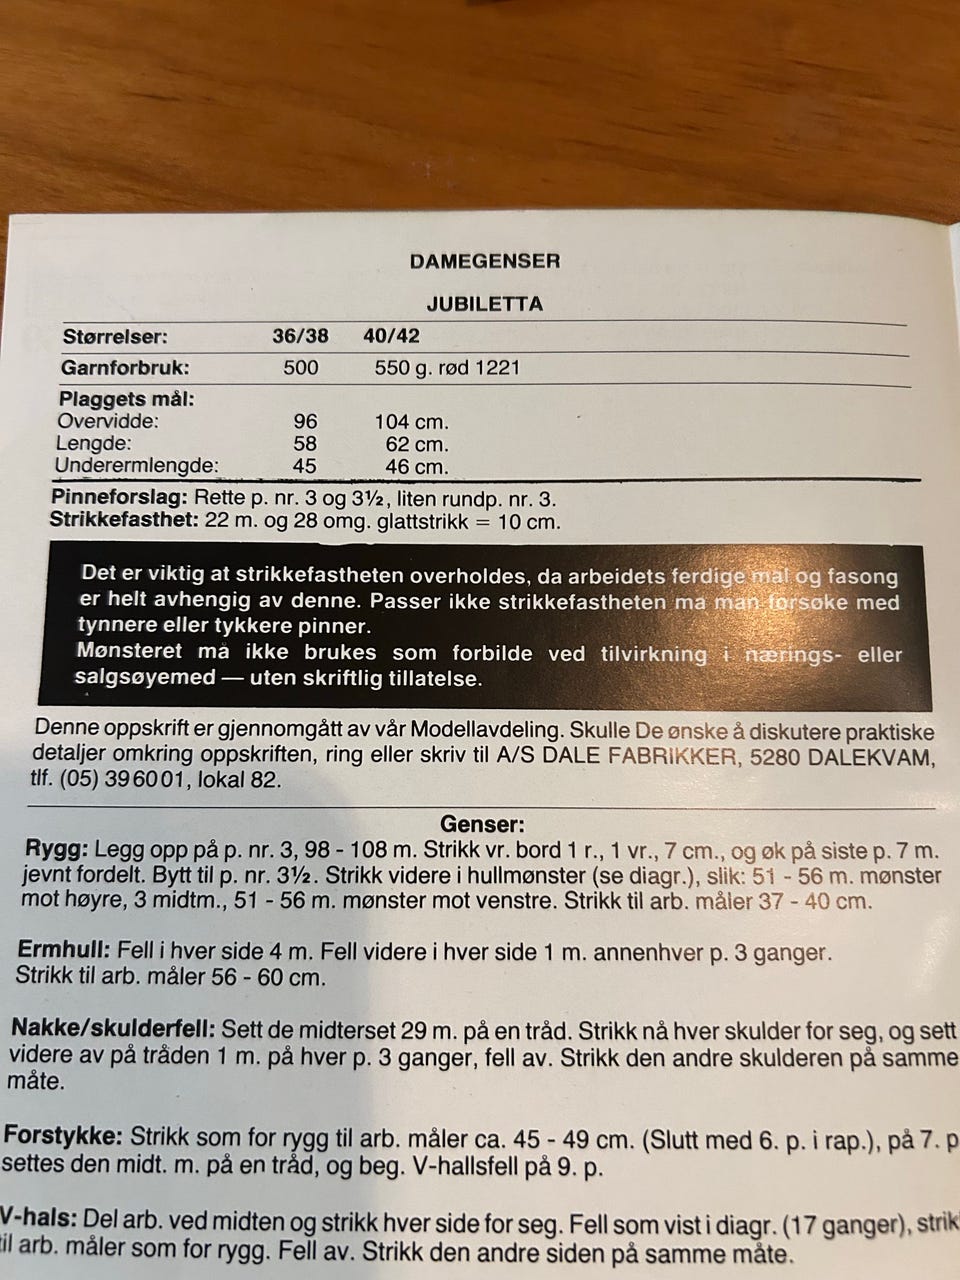 DAMEGENSER
JUBILETTA
Størrelser: 36/38 40/42
Garnforbruk: 500 550 g. rød 1221
Plaggets mål:
Overvidde: 96 104 cm.
Lengde: 58 62 cm.
Underermlengde: 45 46 cm.
Pinneforslag: Rette p. nr. 3 og 3½, liten rundp. nr. 3.
Strikkefasthet: 22 m. og 28 omg. glattstrikk = 10 cm.
Det er viktig at strikkefastheten overholdes, da arbeidets ferdige mål og fasong
er helt avhengig av denne. Passer ikke strikkefastheten må man forsøke med
tynnere eller tykkere pinner.
Mønsteret må ikke brukes som forbilde ved tilvirkning i nærings- eller
salgsøyemed — uten skriftlig tillatelse.
Denne oppskrift er gjennomgått av vår Modellavdeling. Skulle De ønske å diskutere praktiske
detaljer omkring oppskriften, ring eller skriv til A/S DALE FABRIKKER, 5280 DALEKVAM,
tlf. (05) 39 60 01, lokal 82.
Genser:
Rygg: Legg opp på p. nr. 3, 98 - 108 m. Strikk vr. bord 1 r., 1 vr., 7 cm., og øk på siste p. 7 m.
jevnt fordelt. Bytt til p. nr. 3½. Strikk videre i hullmønster (se diagr.), slik: 51 - 56 m. mønster
mot høyre, 3 midtm., 51 - 56 m. mønster mot venstre. Strikk til arb. måler 37 - 40 cm.
Ermhull: Fell i hver side 4 m. Fell videre i hver side 1 m. annenhver p. 3 ganger.
Strikk til arb. måler 56 - 60 cm.
Nakke/skulderfell: Sett de midterset 29 m. på en tråd. Strikk nå hver skulder for seg, og sett
videre av på tråden 1 m. på hver p. 3 ganger, fell av. Strikk den andre skulderen på samme
måte.
Forstykke: Strikk som for rygg til arb. måler ca. 45 - 49 cm. (Slutt med 6. p. i rap.), på 7. p
settes den midt. m. på en tråd, og beg. V-hallsfell på 9. p.
V-hals: Del arb. ved midten og strikk hver side for seg. Fell som vist i diagr. (17 ganger), strik
til arb. måler som for rygg. Fell av. Strikk den andre siden på samme måte.